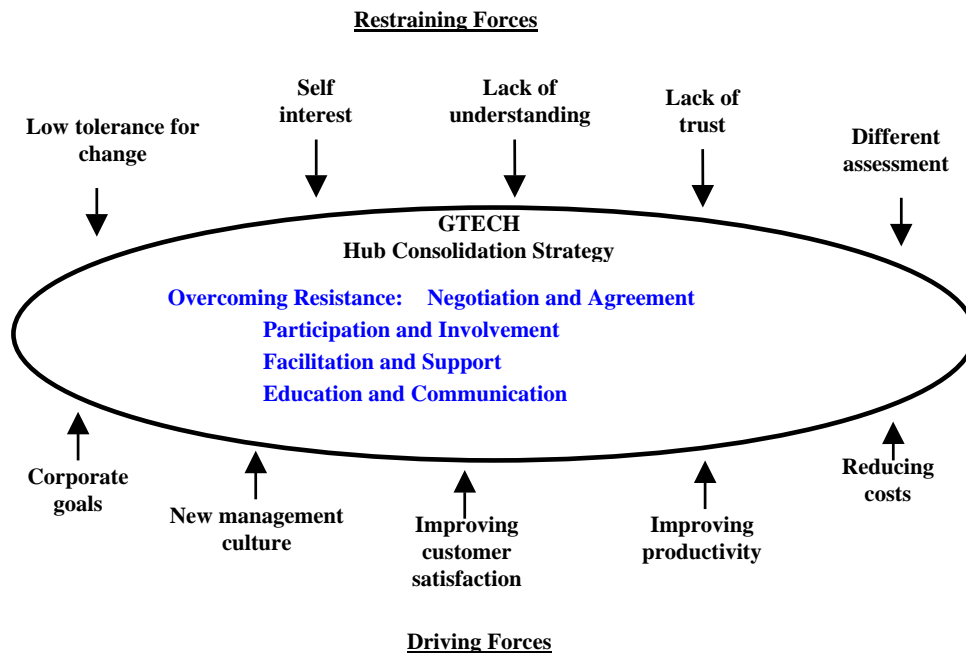 Restraining Forces
Self
interest
Lack of
understanding
Lack of
trust
Low tolerance for
change
Different
assessment
GTECH
Hub Consolidation Strategy
Overcoming Resistance: Negotiation and Agreement
Participation and Involvement
Facilitation and Support
Education and Communication
Corporate
goals
New management
culture
Improving
customer
satisfaction
Improving
productivity
Reducing
costs
Driving Forces